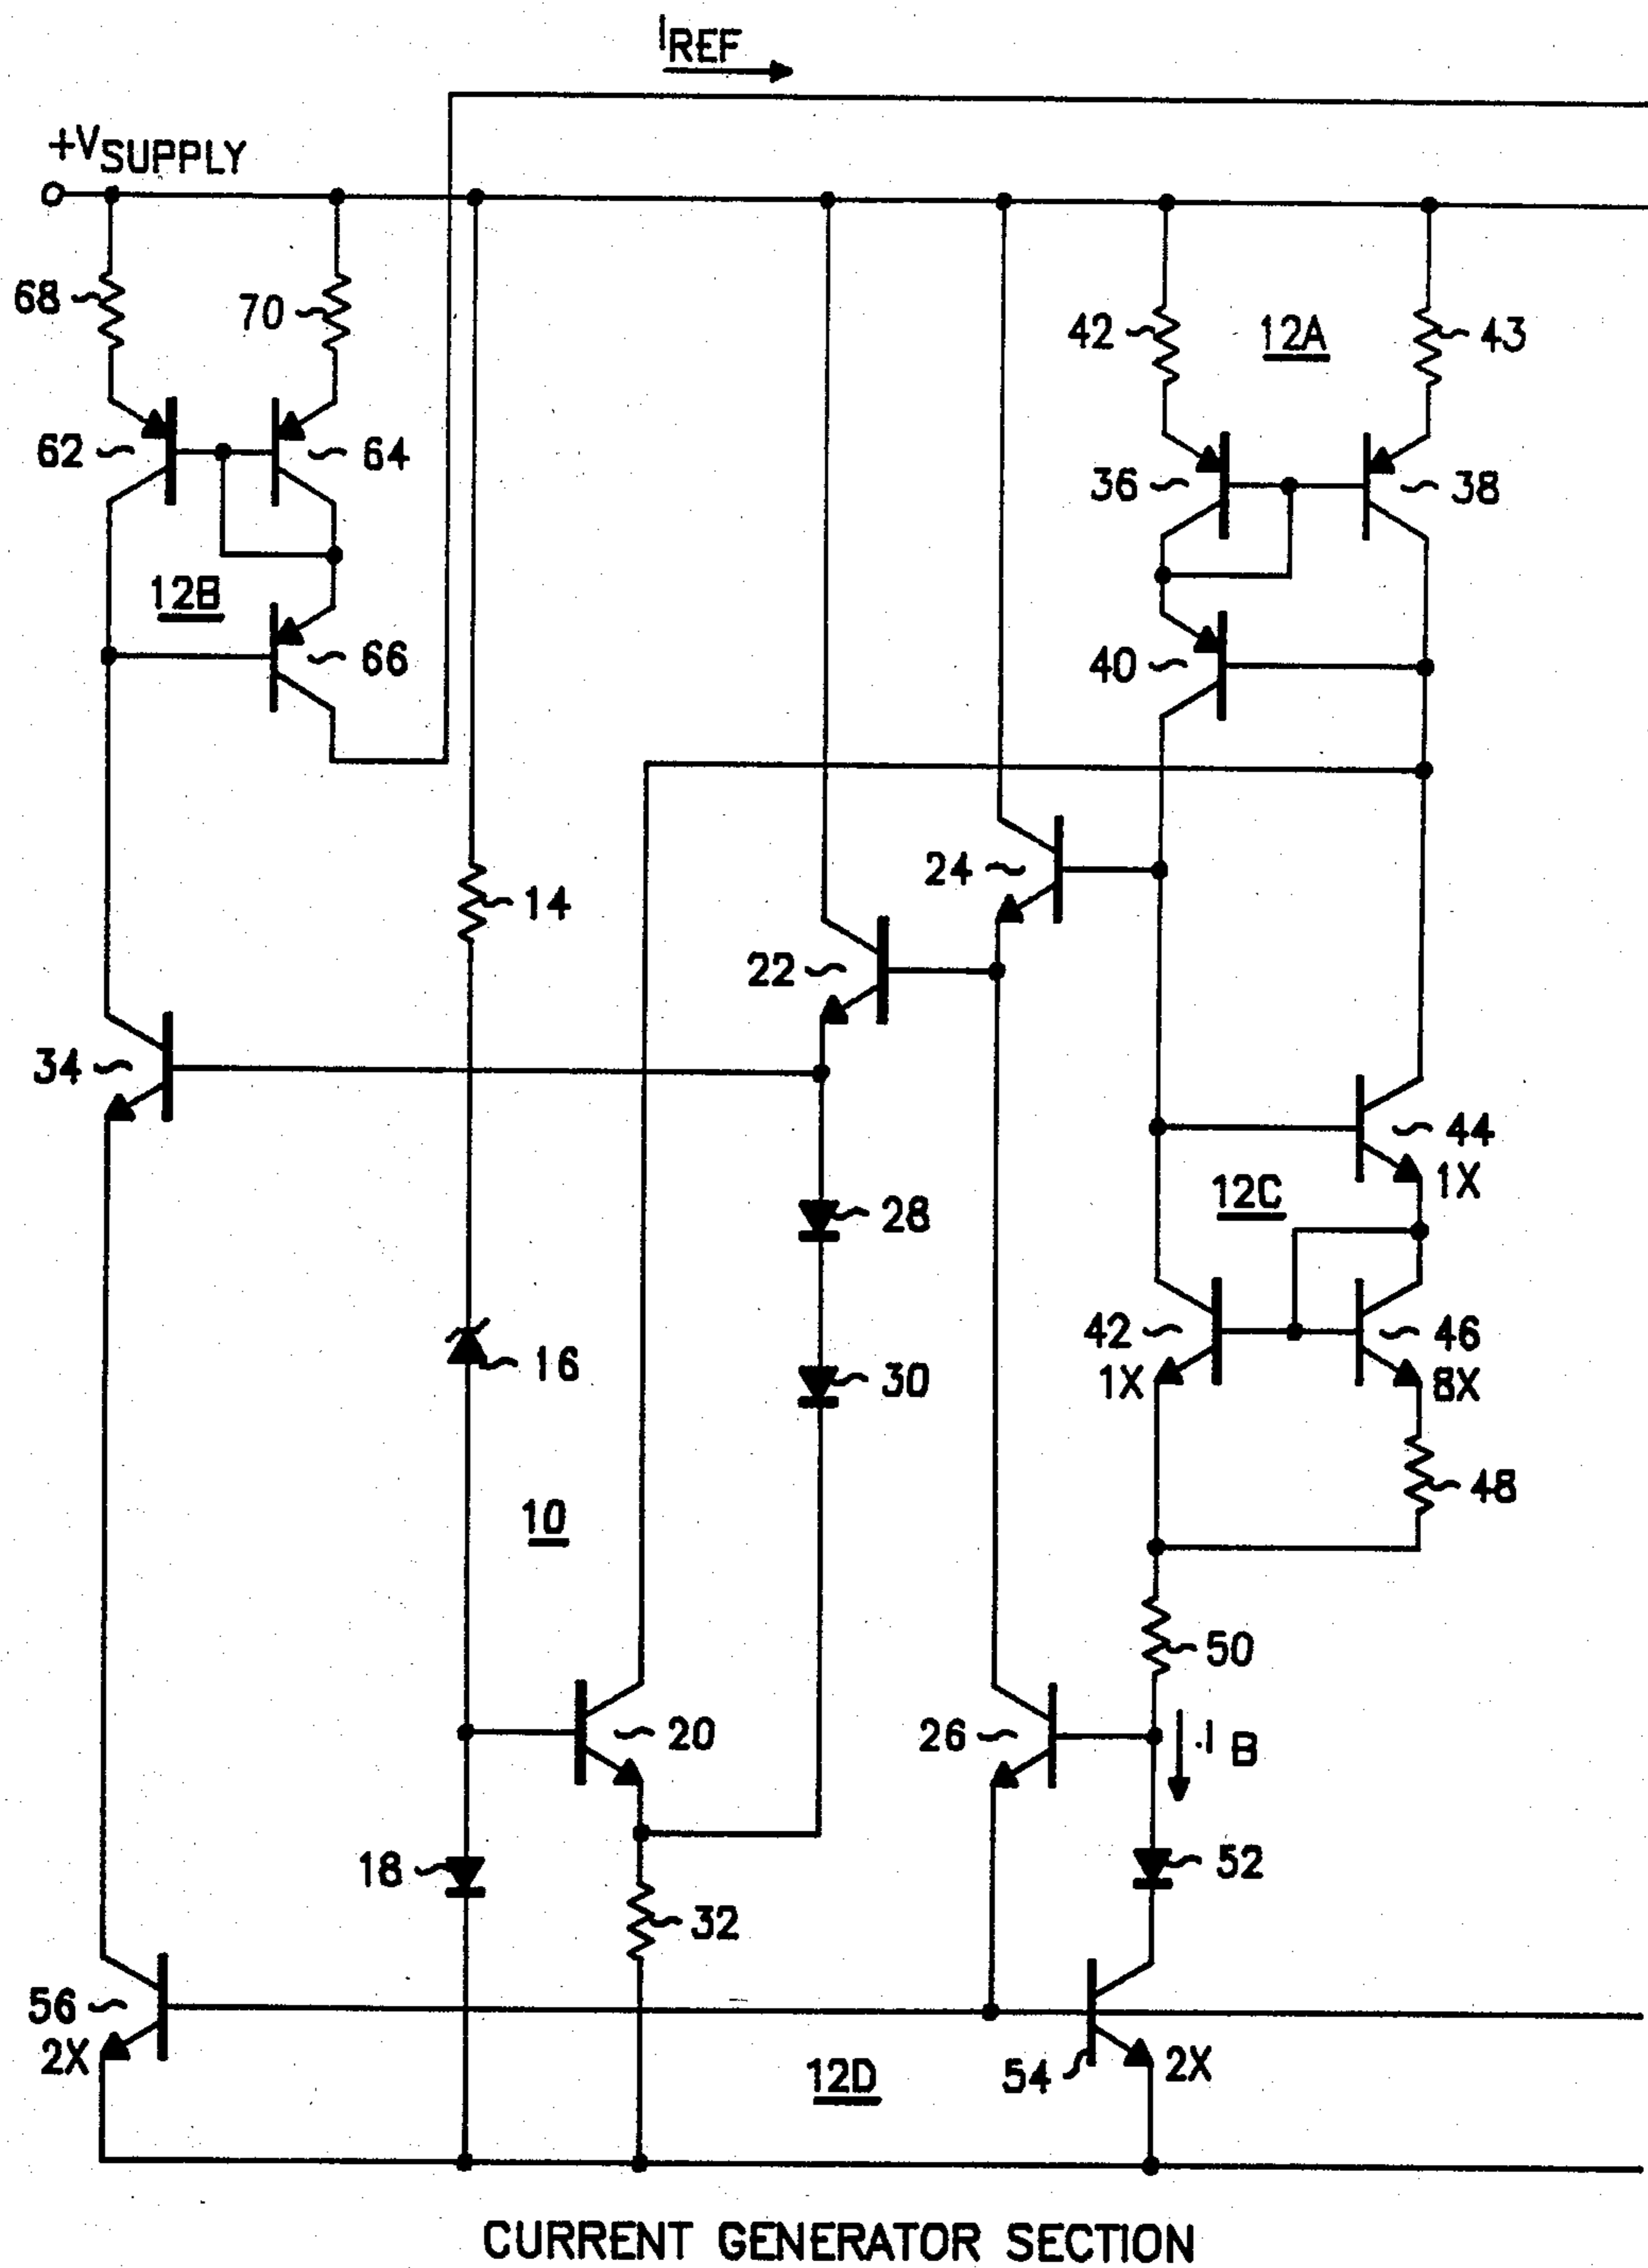 IREF
+VSUPPLY
68
70
42
12A
43
62
64
36
38
12B
66
40
24
14
22
34
44
1X
12C
28
42
1X
46
8X
16
30
48
10
50
20
26
IB
18
52
32
56
2X
12D
54
2X
CURRENT GENERATOR SECTION